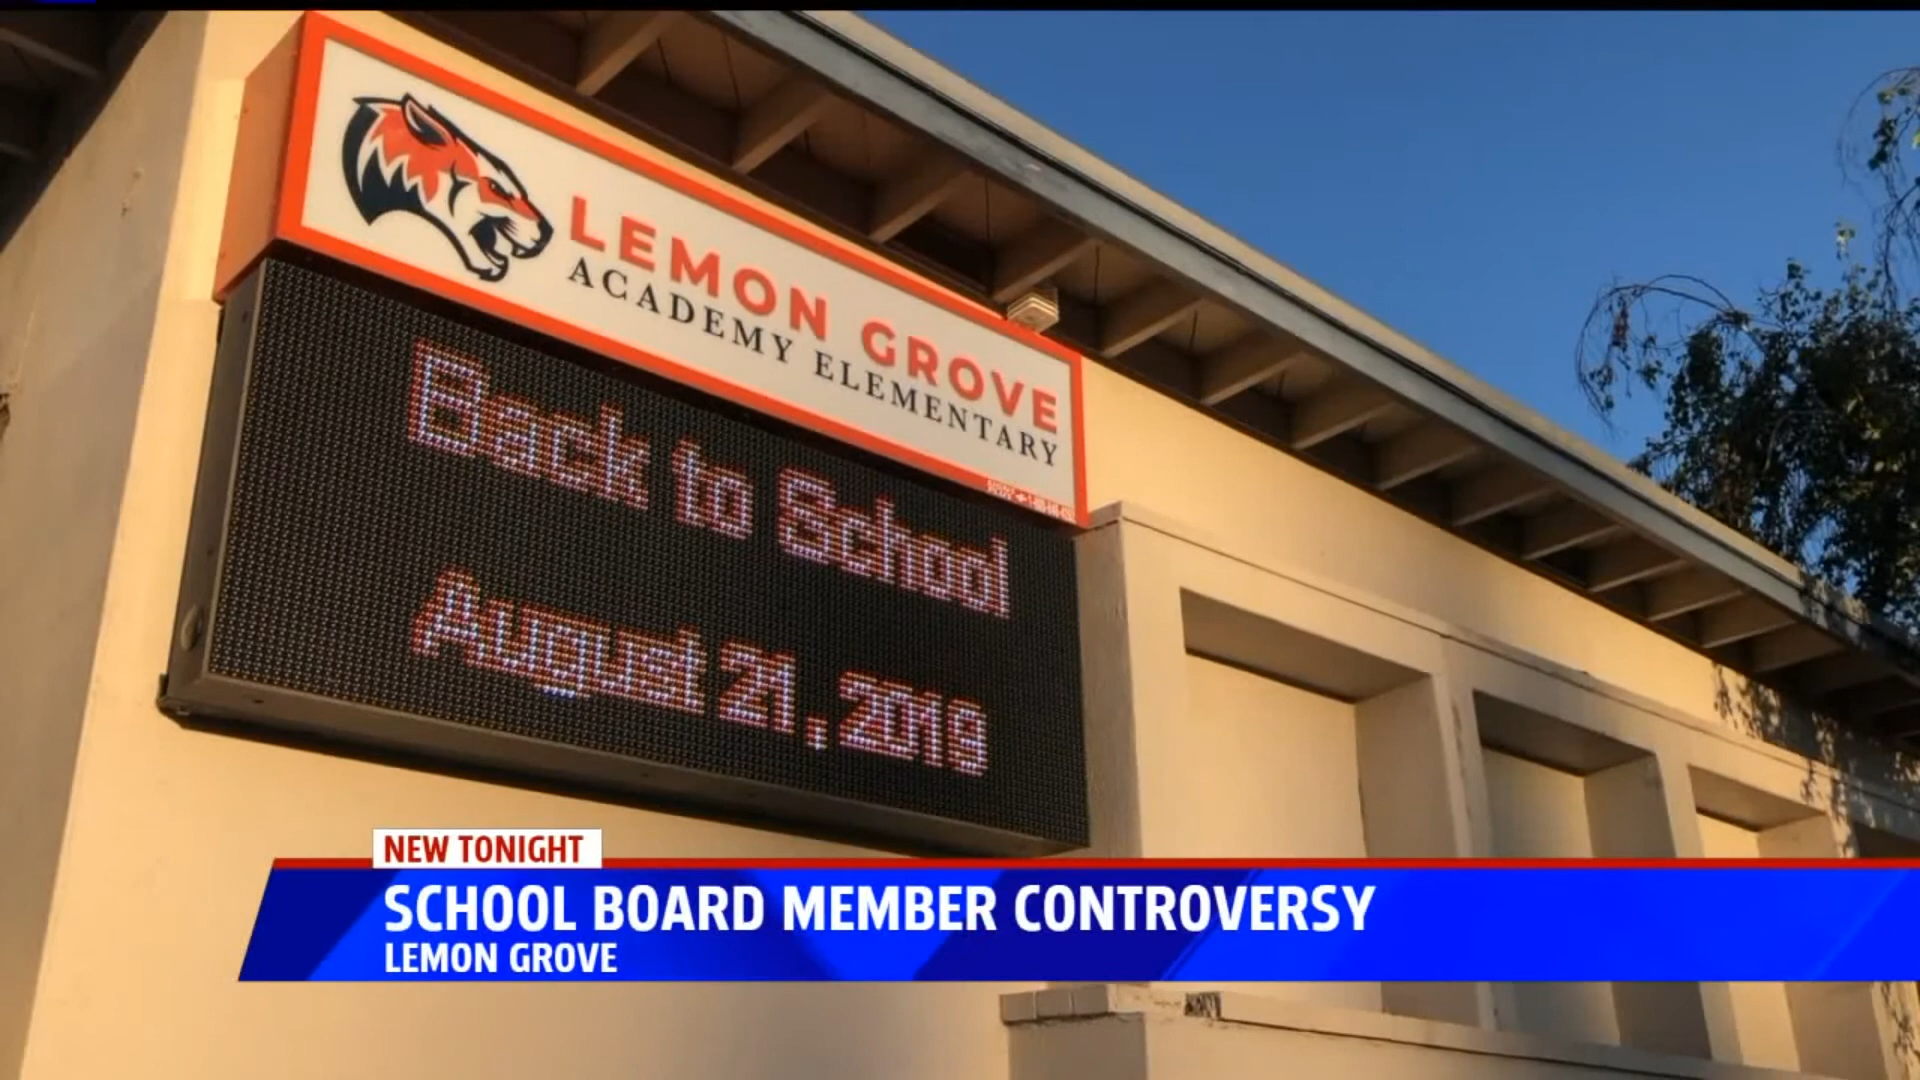 LEMON GROVE
ACADEMY ELEMENTARY
Back to School
August 21, 2019
NEW TONIGHT
SCHOOL BOARD MEMBER CONTROVERSY
LEMON GROVE